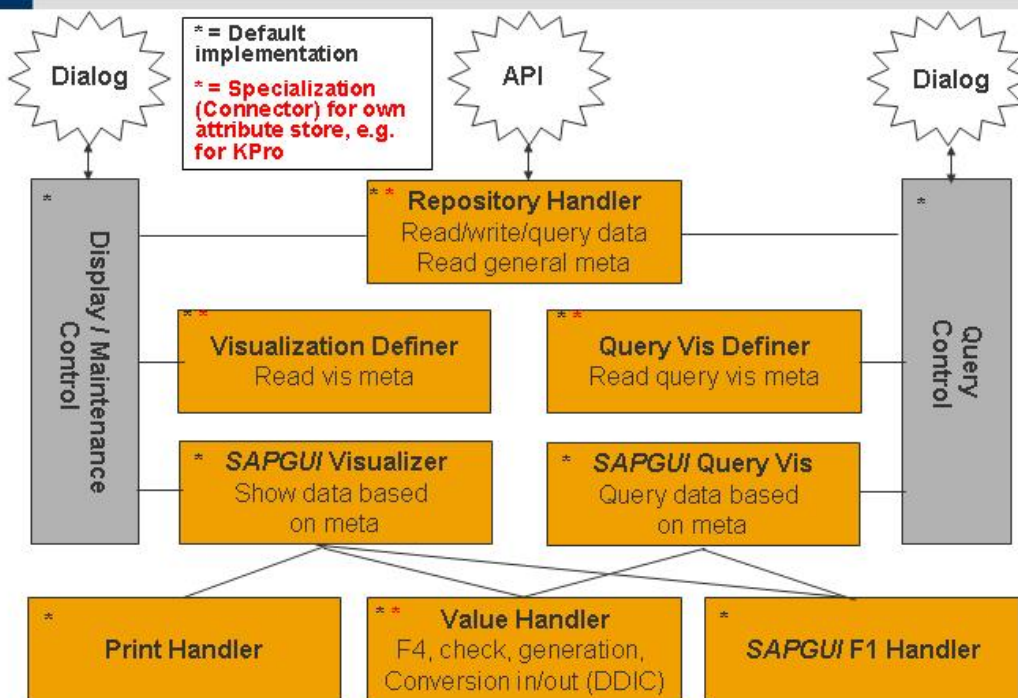 Dialog
* = Default
implementation
* = Specialization
(Connector) for own
attribute store, e.g.
for KPro
API
Dialog
*
Display / Maintenance
Control
* *
Repository Handler
Read/write/query data
Read general meta
*
Query
Control
* *
Visualization Definer
Read vis meta
* *
Query Vis Definer
Read query vis meta
*
SAPGUI Visualizer
Show data based
on meta
*
SAPGUI Query Vis
Query data based
on meta
*
Print Handler
* *
Value Handler
F4, check, generation,
Conversion in/out (DDIC)
*
SAPGUI F1 Handler